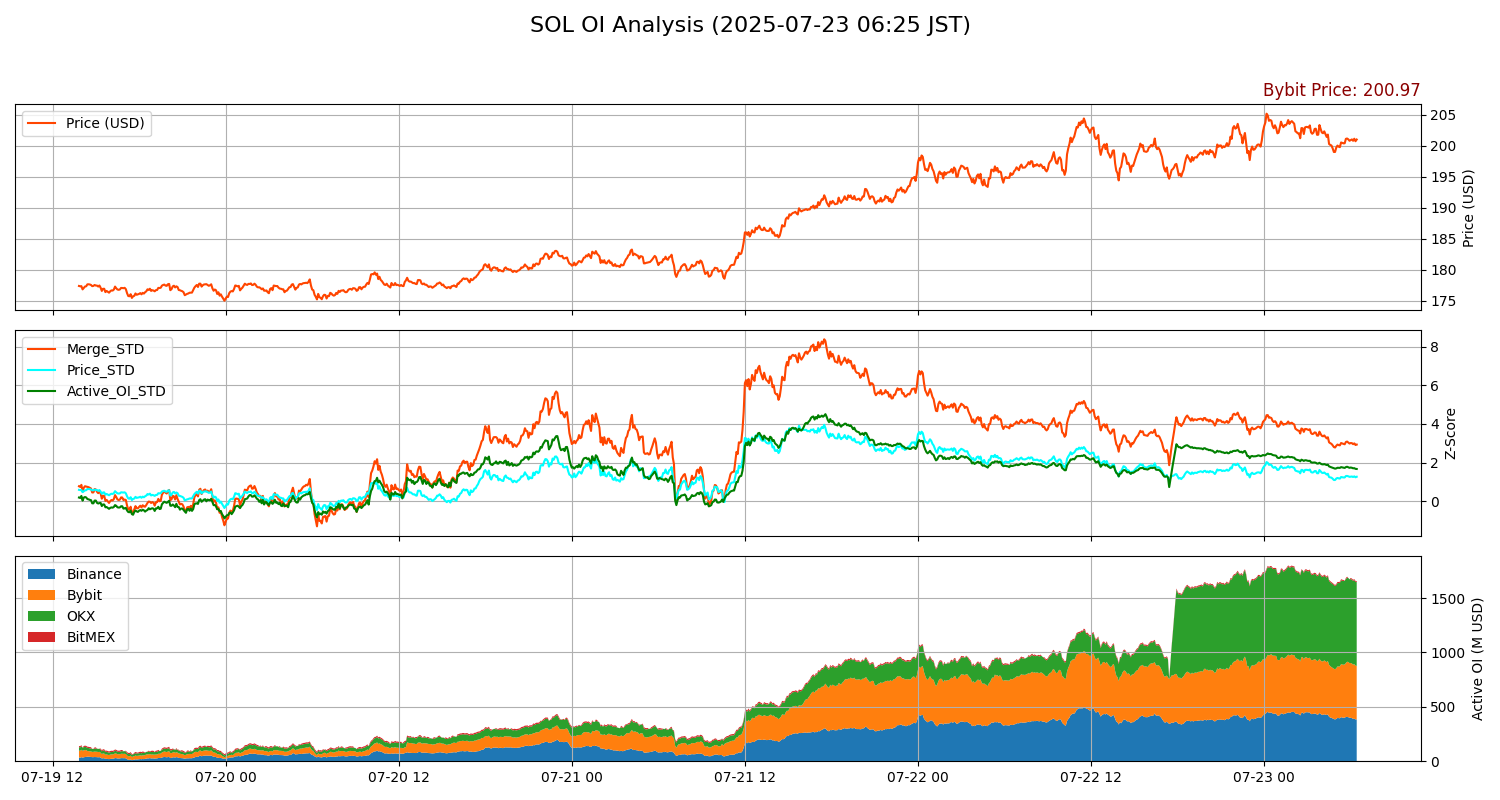 SOL OI Analysis (2025-07-23 06:25 JST)
Bybit Price: 200.97
Price (USD)
205
200
195
190
185
180
175
Price (USD)
Merge_STD
Price_STD
Active_OI_STD
8
6
4
2
0
Z-Score
Binance
Bybit
OKX
BitMEX
1500
1000
500
0
Active OI (M USD)
07-19 12
07-20 00
07-20 12
07-21 00
07-21 12
07-22 00
07-22 12
07-23 00